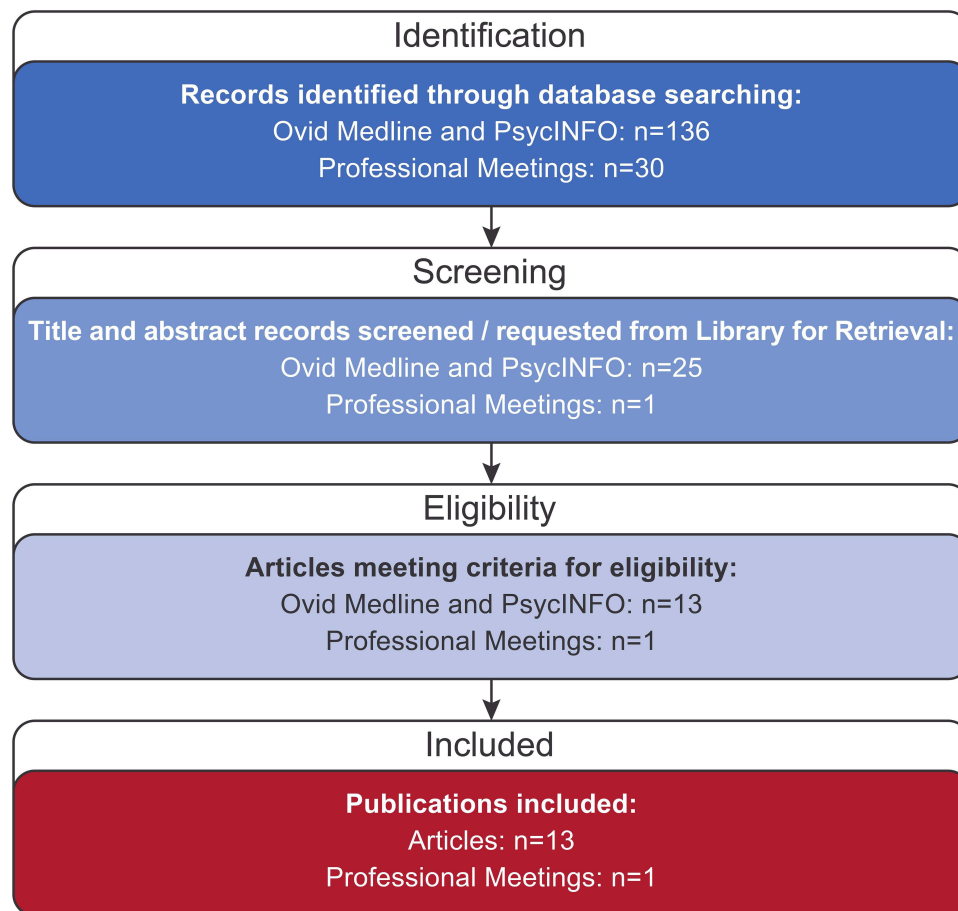 Identification
Records identified through database searching:
Ovid Medline and PsycINFO: n=136
Professional Meetings: n=30
Screening
Title and abstract records screened / requested from Library for Retrieval:
Ovid Medline and PsycINFO: n=25
Professional Meetings: n=1
Eligibility
Articles meeting criteria for eligibility:
Ovid Medline and PsycINFO: n=13
Professional Meetings: n=1
Included
Publications included:
Articles: n=13
Professional Meetings: n=1